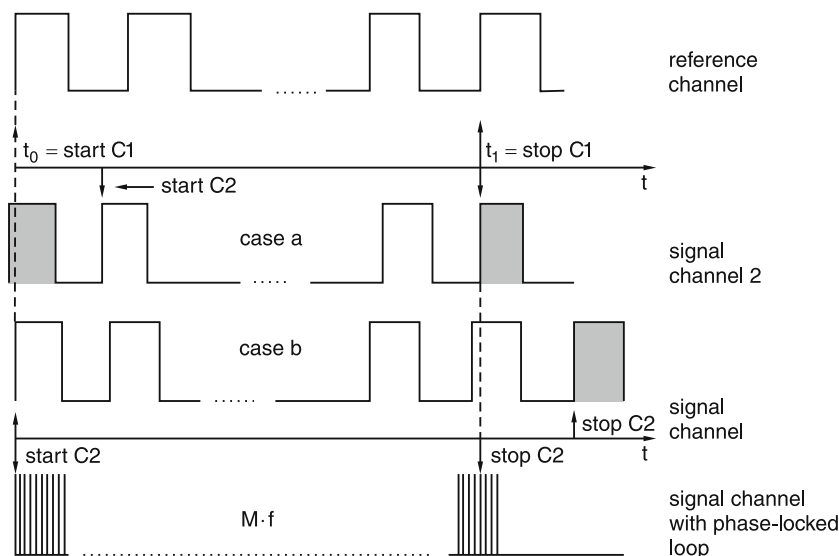 reference
channel
......
t₀ = start C1
t₁ = stop C1
t
start C2
case a
signal
channel 2
.....
case b
......
signal
channel
stop C2
t
start C2
stop C2
M·f
signal channel
with phase-locked
loop